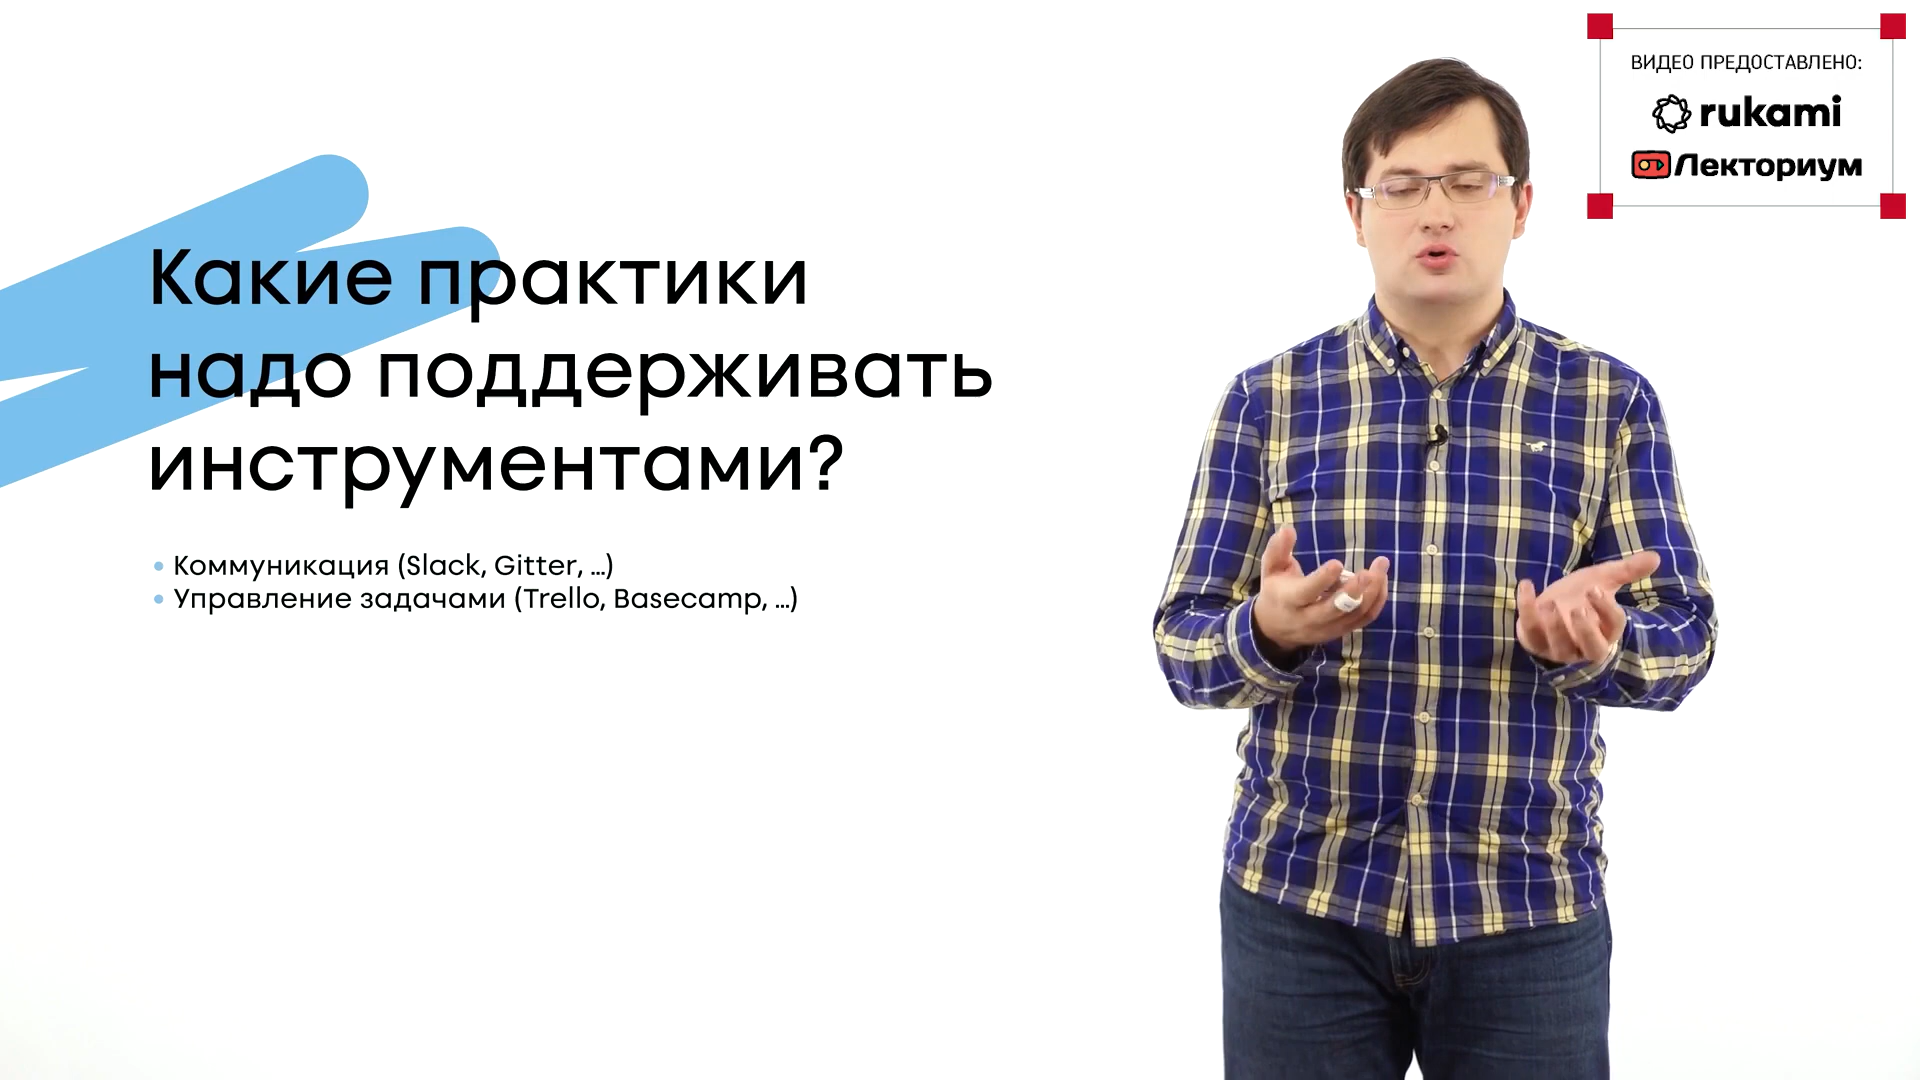 ВИДЕО ПРЕДОСТАВЛЕНО:
rukami
Лекториум
Какие практики
надо поддерживать
инструментами?
• Коммуникация (Slack, Gitter, ...)
• Управление задачами (Trello, Basecamp, ...)